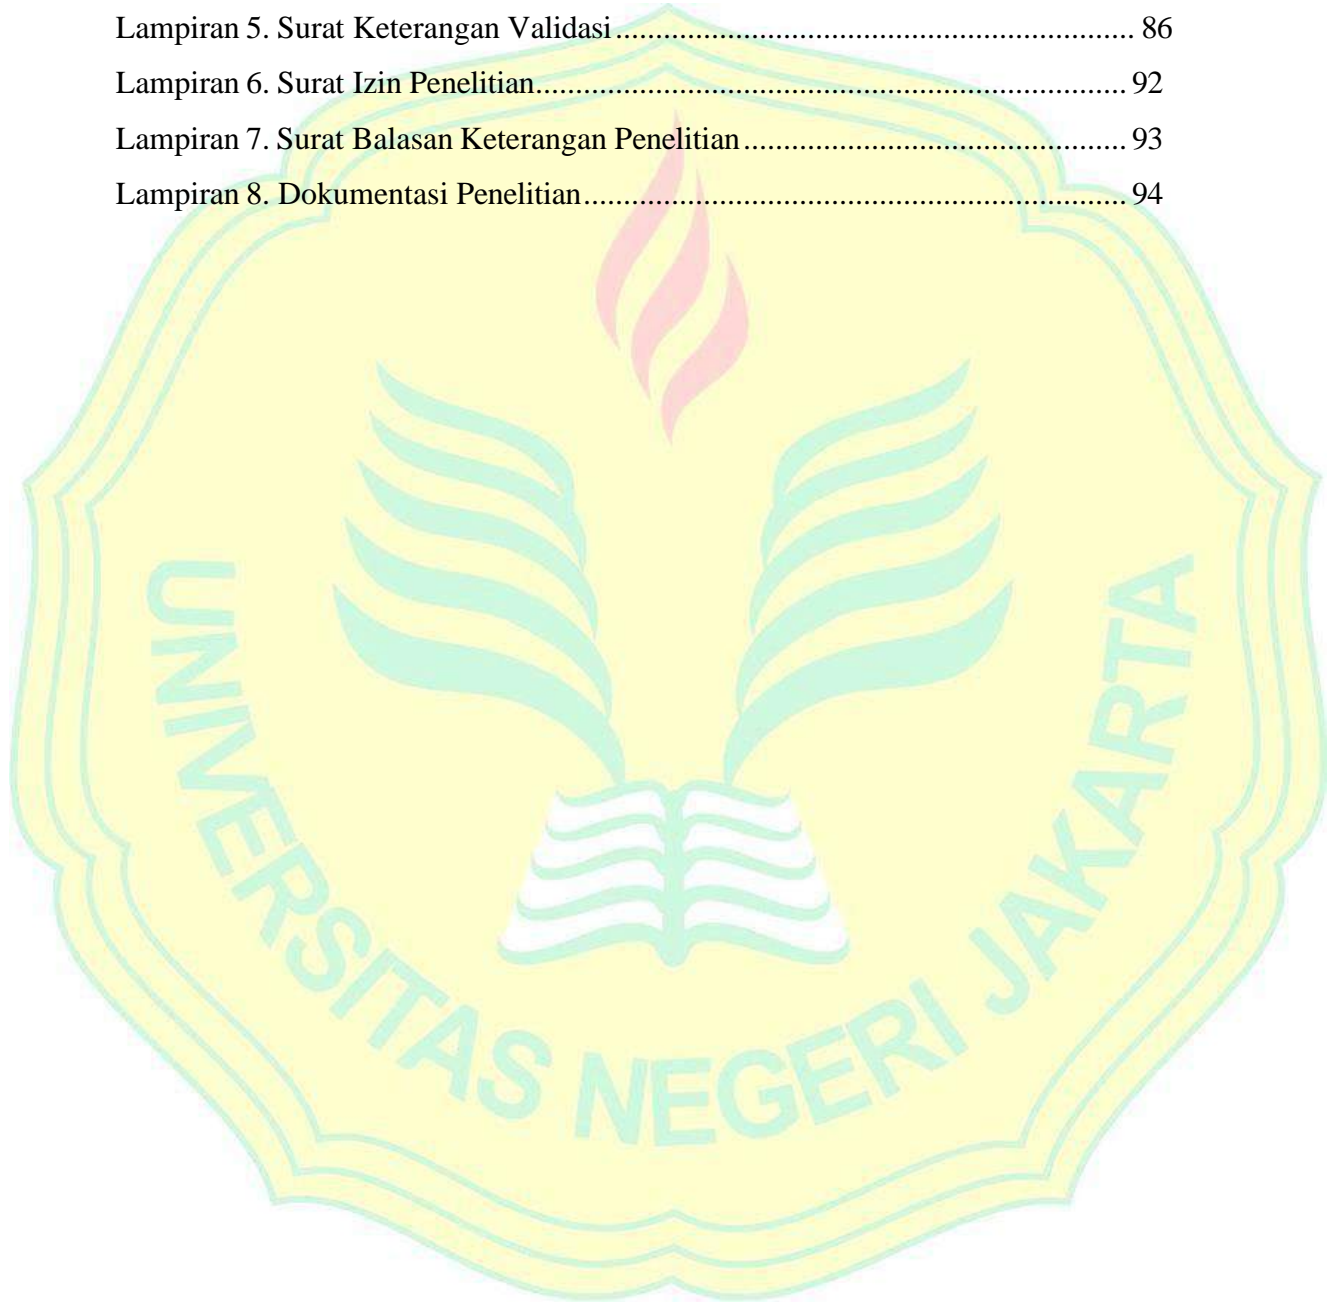 Lampiran 5. Surat Keterangan Validasi................................................................. 86
Lampiran 6. Surat Izin Penelitian.......................................................................... 92
Lampiran 7. Surat Balasan Keterangan Penelitian................................................ 93
Lampiran 8. Dokumentasi Penelitian.................................................................... 94
UNIVERSITAS NEGERI JAKARTA